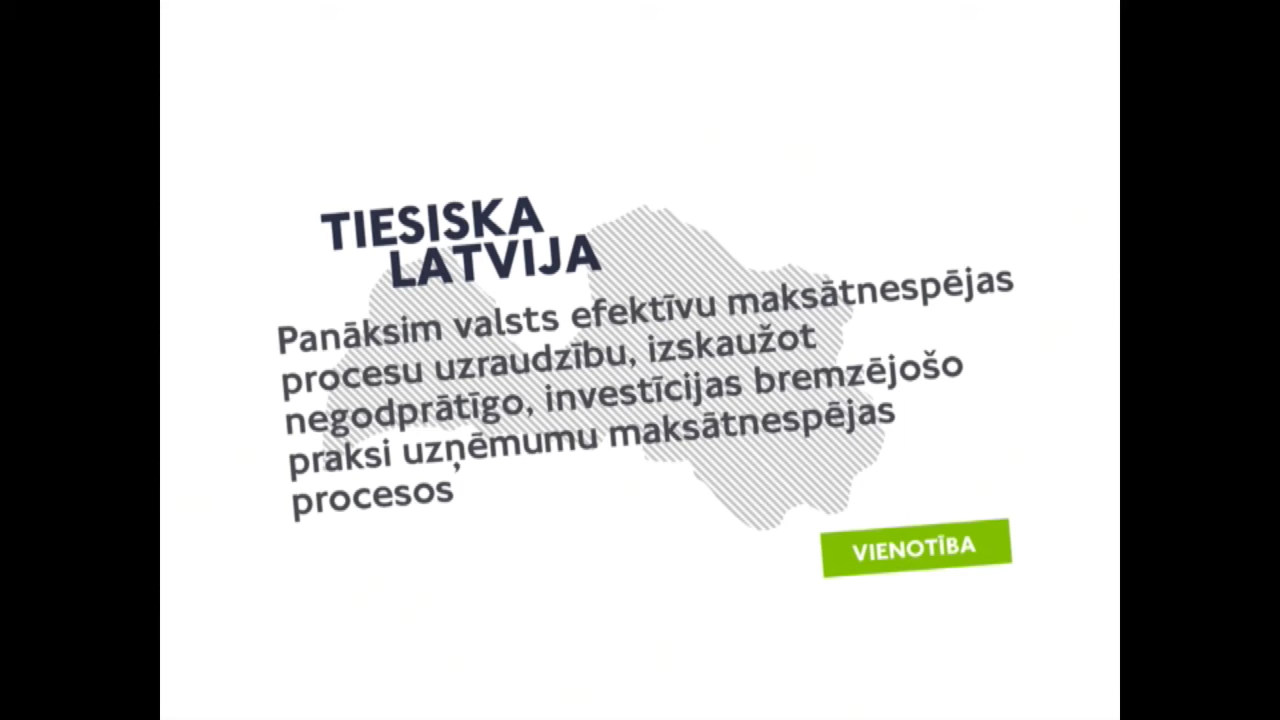 TIESISKA
LATVIJA
Panāksim valsts efektīvu maksātnespējas
procesu uzraudzību, izskaužot
negodprātīgo, investīcijas bremzējošo
praksi uzņēmumu maksātnespējas
procesos
VIENOTĪBA